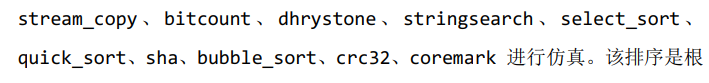 stream_copy、bitcount、dhrystone、stringsearch、select_sort、
quick_sort、sha、bubble_sort、crc32、coremark 进行仿真。该排序是根